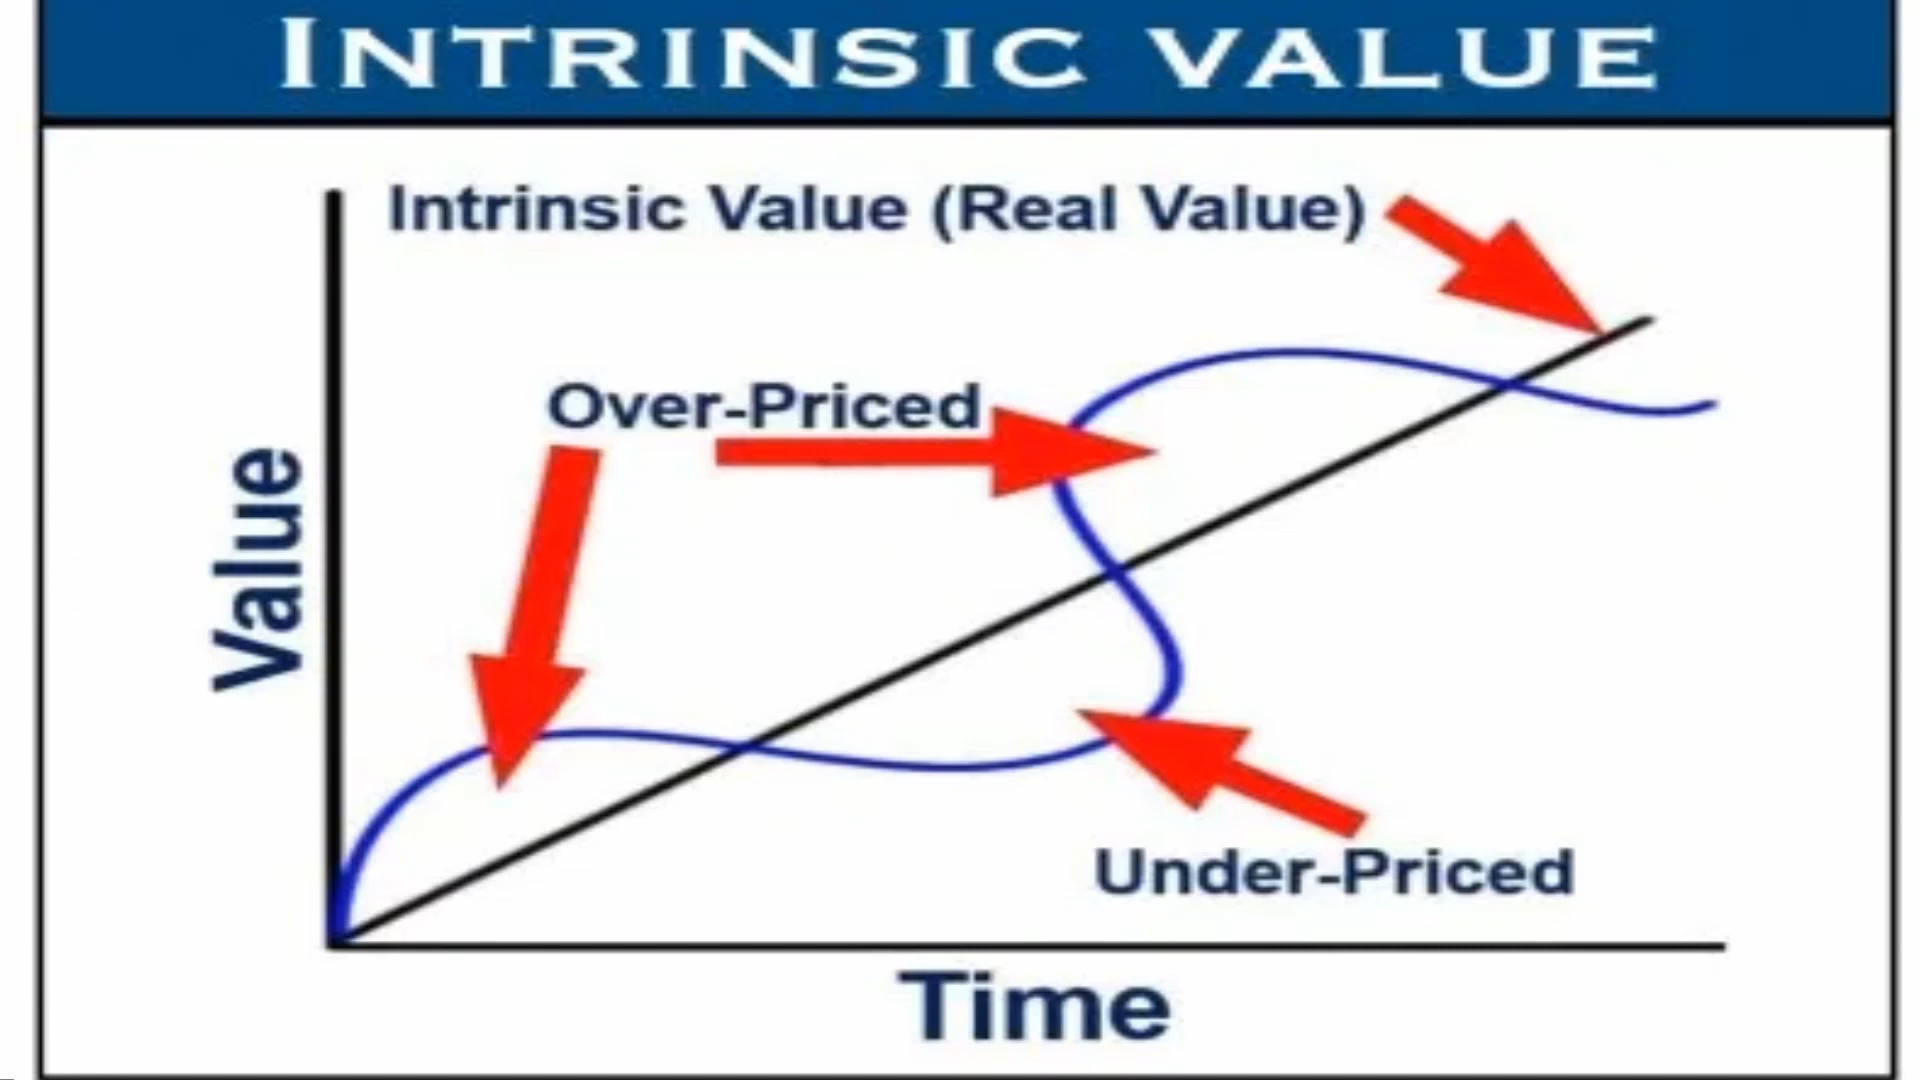 INTRINSIC VALUE
Intrinsic Value (Real Value)
Over-Priced
Value
Under-Priced
Time